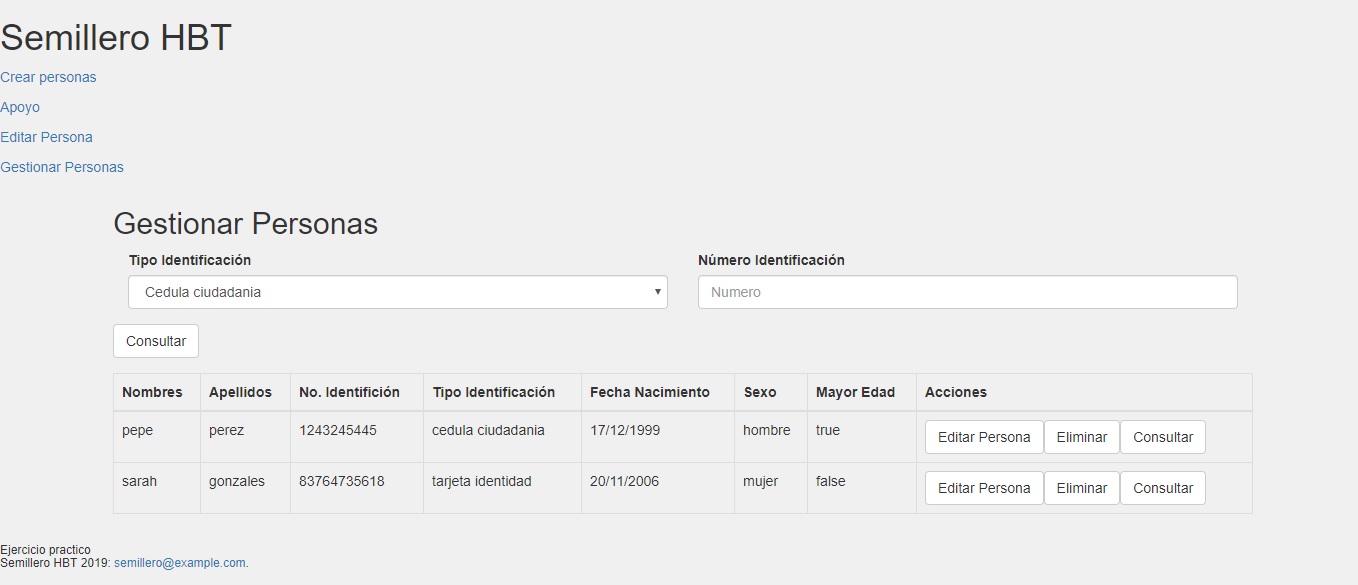 Semillero HBT
Crear personas
Apoyo
Editar Persona
Gestionar Personas
Gestionar Personas
Tipo Identificación Número Identificación
Cedula ciudadania Numero
Consultar
Nombres Apellidos No. Identifición Tipo Identificación Fecha Nacimiento Sexo Mayor Edad Acciones
pepe perez 1243245445 cedula ciudadania 17/12/1999 hombre true Editar Persona Eliminar Consultar
sarah gonzales 83764735618 tarjeta identidad 20/11/2006 mujer false Editar Persona Eliminar Consultar
Ejercicio practico
Semillero HBT 2019: semillero@example.com.